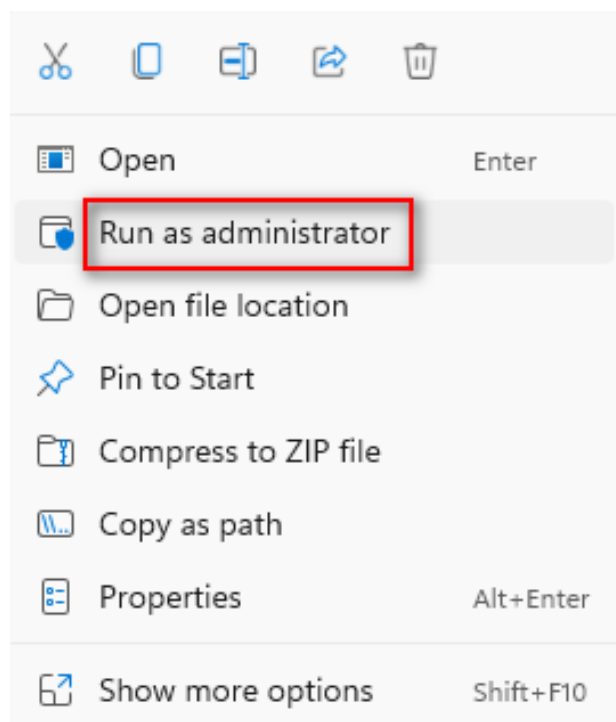 Open Enter
Run as administrator
Open file location
Pin to Start
Compress to ZIP file
Copy as path
Properties Alt+Enter
Show more options Shift+F10